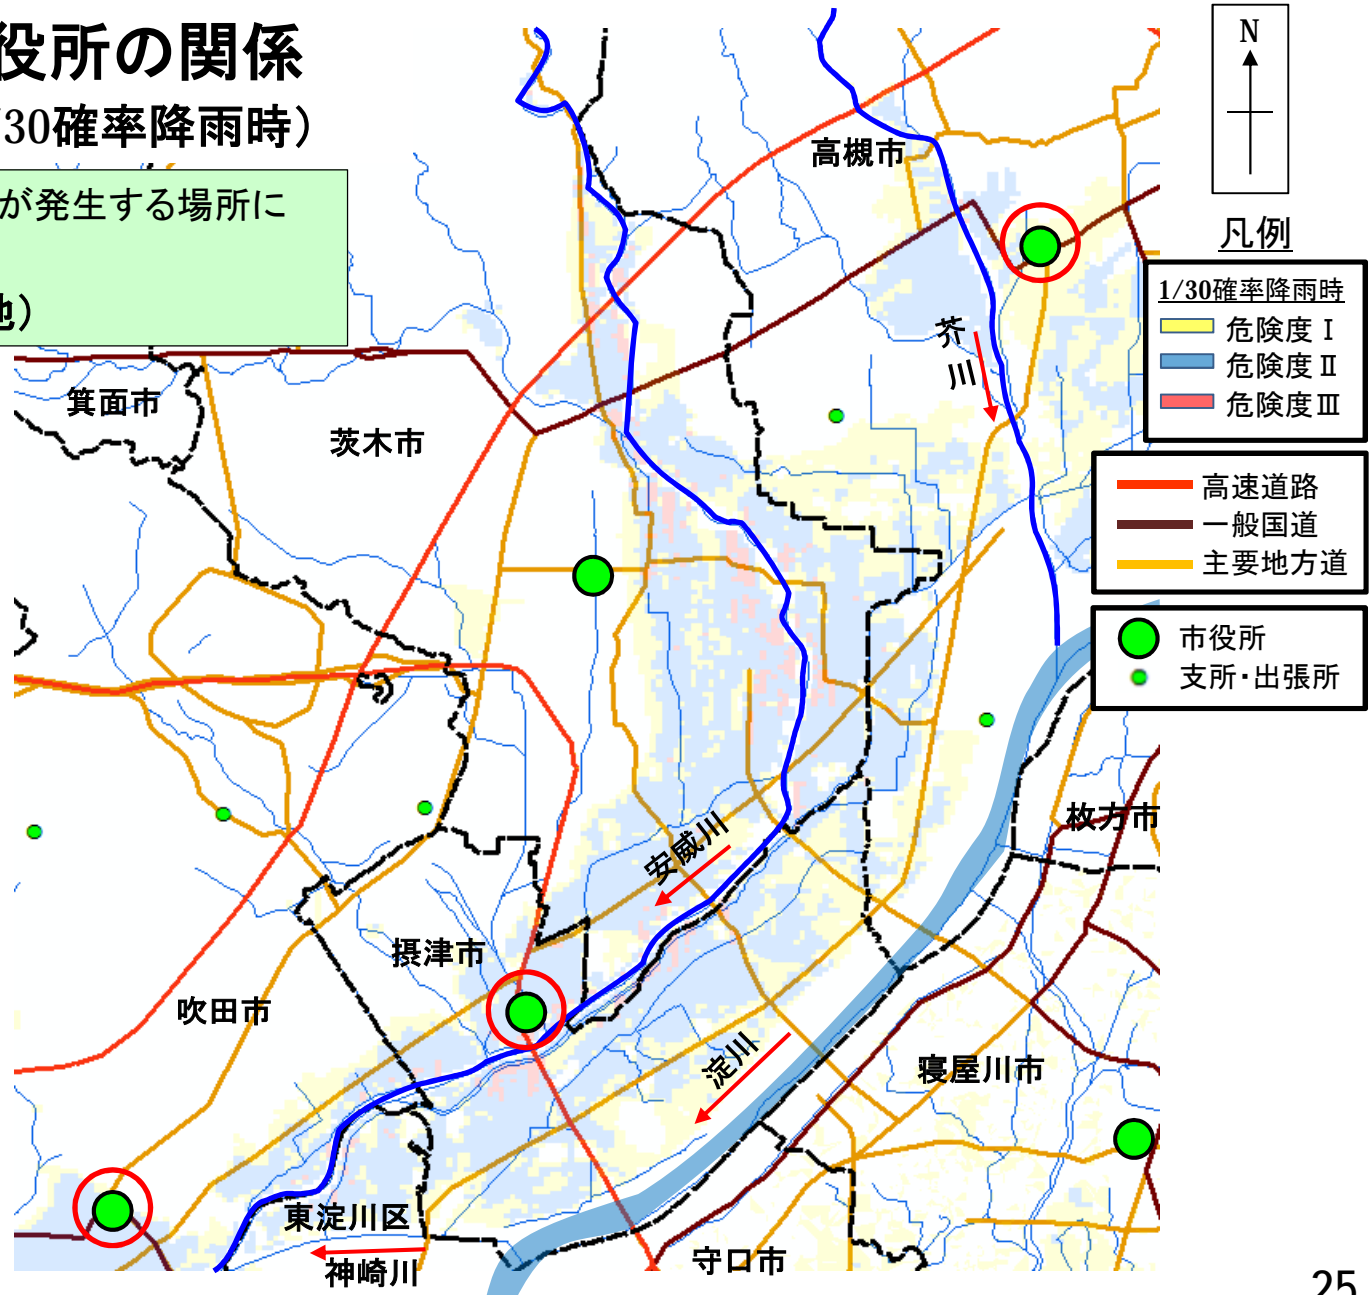 役所の関係
/30確率降雨時）
が発生する場所に
他）
N
凡例
1/30確率降雨時
危険度Ⅰ
危険度Ⅱ
危険度Ⅲ
高速道路
一般国道
主要地方道
市役所
支所・出張所
高槻市
芥川
箕面市
茨木市
枚方市
安威川
摂津市
吹田市
淀川
寝屋川市
東淀川区
神崎川
守口市
25